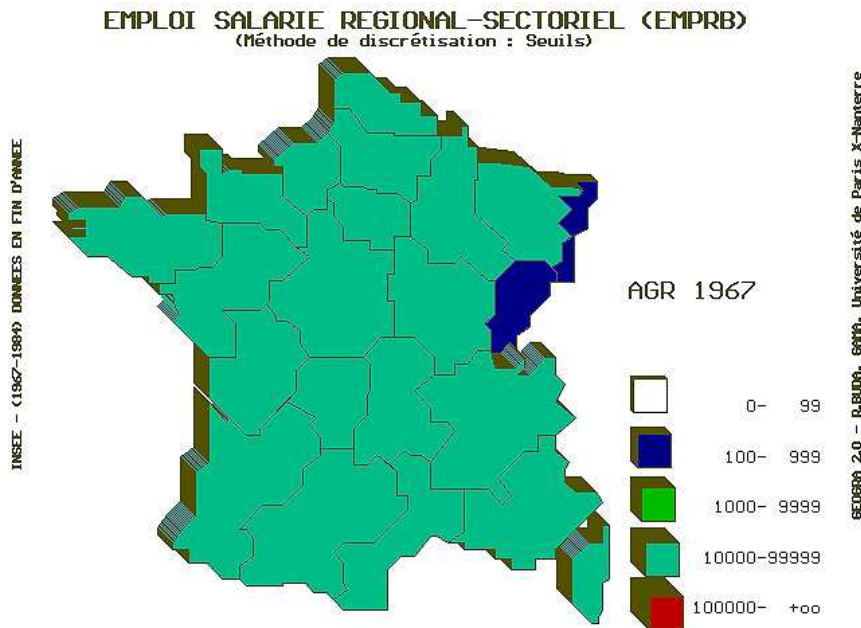 EMPLOI SALARIE REGIONAL-SECTORIEL (EMPRB)
(Méthode de discrétisation : Seuils)
INSEE - (1967-1984) DONNEES EN FIN D'ANNEE
AGR 1967
0- 99
100- 999
1000- 9999
10000-99999
100000- +oo
GEOGRA 2.0 - R.BUDA, GAMA, Université de Paris X-Nanterre